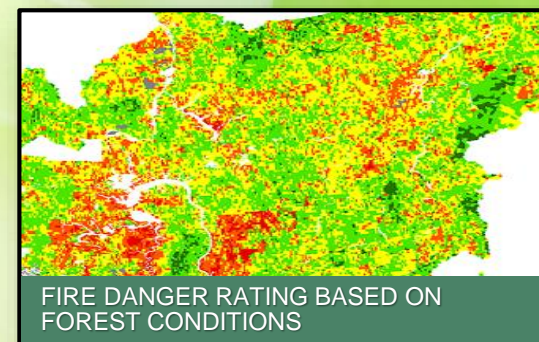 FIRE DANGER RATING BASED ON
FOREST CONDITIONS